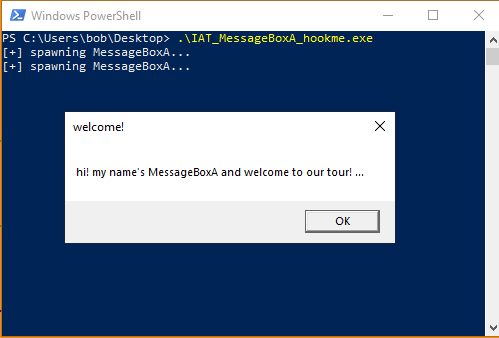 Windows PowerShell
PS C:\Users\bob\Desktop> .\IAT_MessageBoxA_hookme.exe
[+] spawning MessageBoxA...
[+] spawning MessageBoxA...
welcome!
hi! my name's MessageBoxA and welcome to our tour! ...
OK